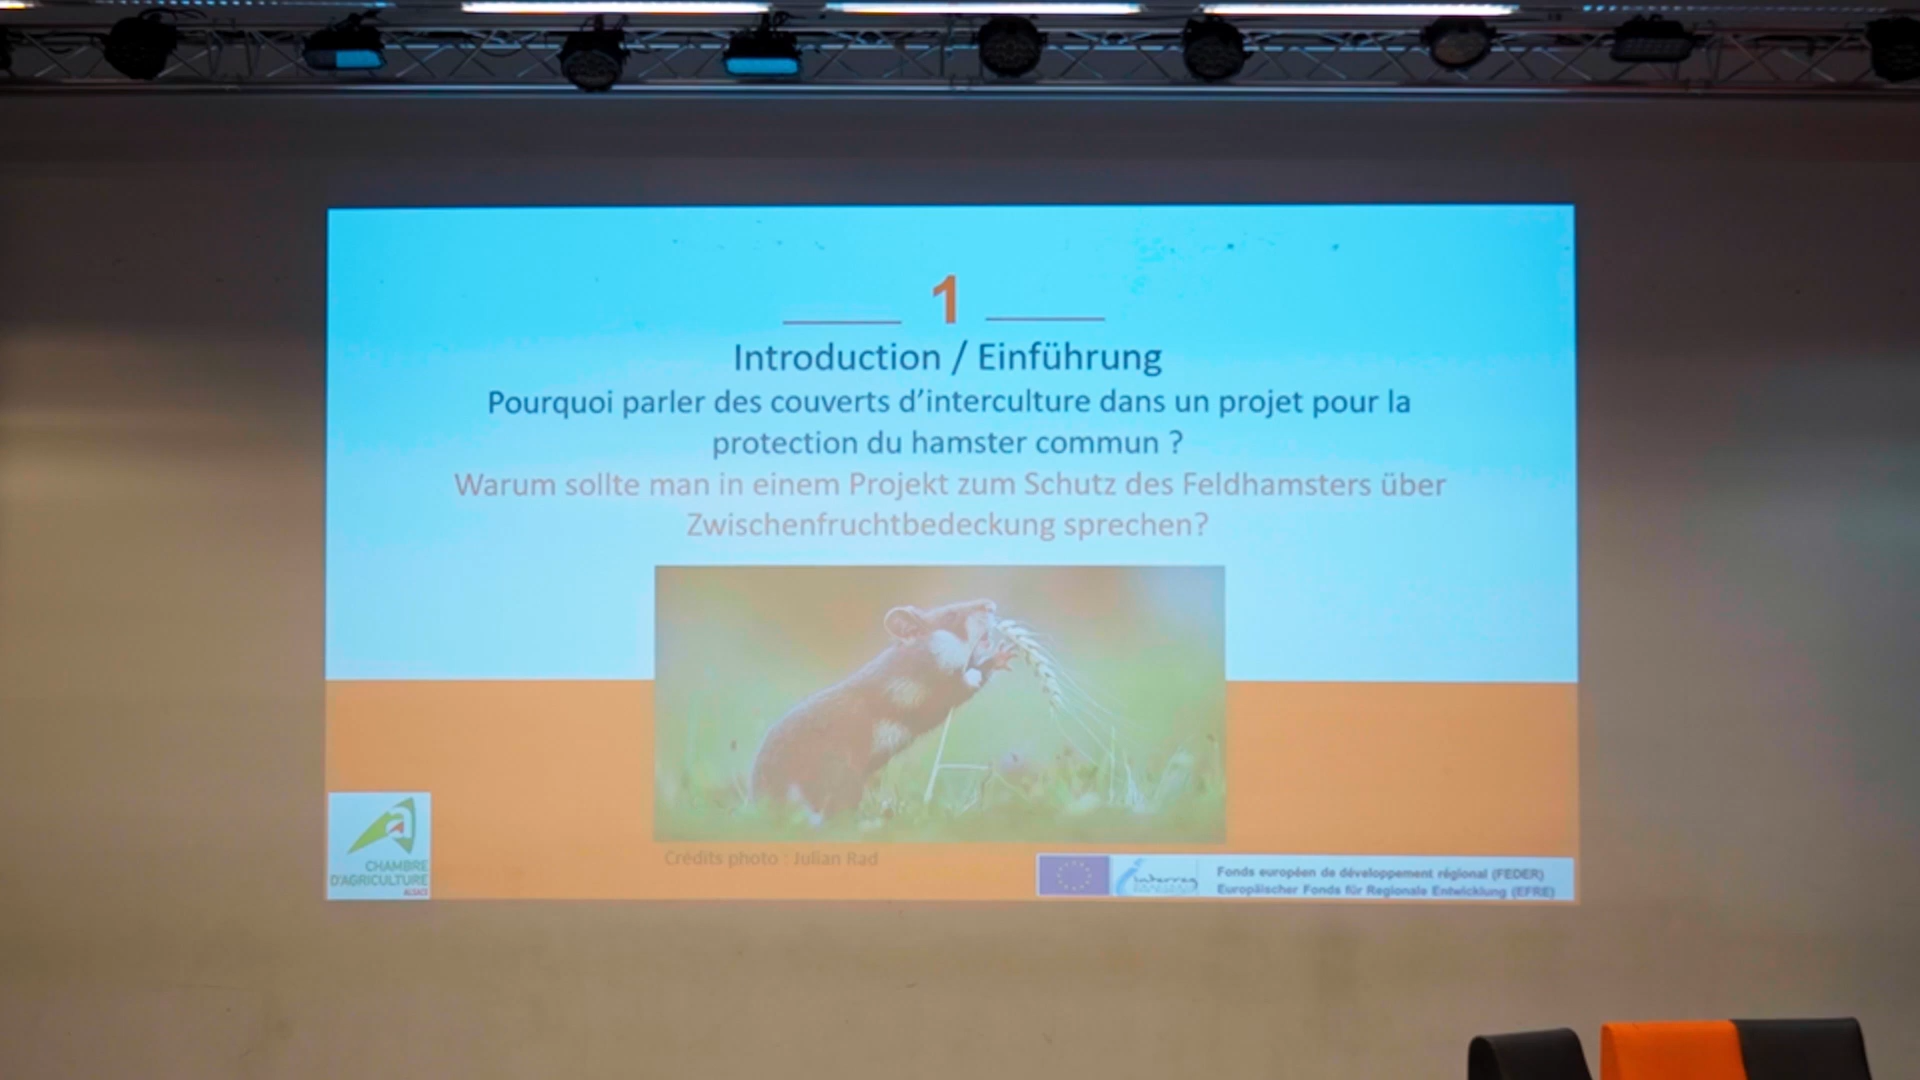 1
Introduction / Einführung
Pourquoi parler des couverts d'interculture dans un projet pour la
protection du hamster commun ?
Warum sollte man in einem Projekt zum Schutz des Feldhamsters über
Zwischenfruchtbedeckung sprechen?
Crédits photo : Julian Rad
CHAMBRE
D'AGRICULTURE
ALSACE
interreg
Fonds européen de développement régional (FEDER)
Europäischer Fonds für Regionale Entwicklung (EFRE)